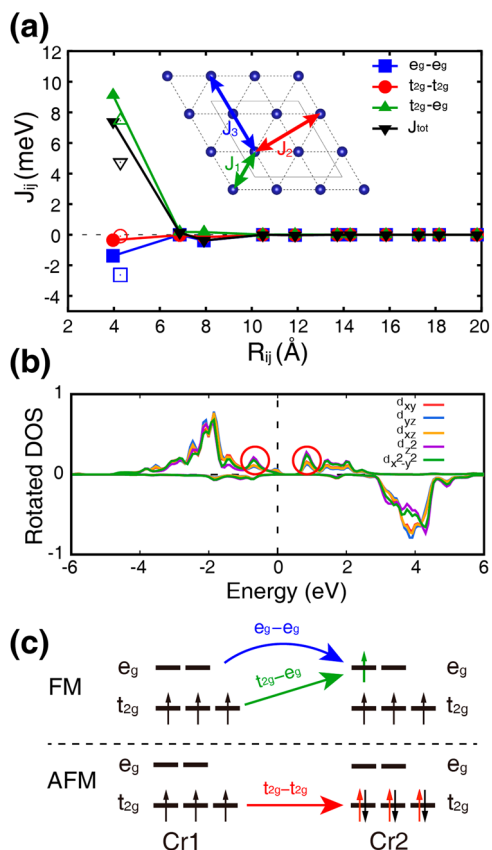 (a)
12
10
8
6
4
2
0
-2
-4
J_ij (meV)
e_g–e_g
t_2g–t_2g
t_2g–e_g
J_tot
J_3
J_2
J_1
2 4 6 8 10 12 14 16 18 20
R_ij (Å)
(b)
1
0
-1
Rotated DOS
d_xy
d_yz
d_xz
d_z^2
d_x^2-y^2
-6 -4 -2 0 2 4 6
Energy (eV)
(c)
e_g–e_g
e_g e_g
FM t_2g–e_g
t_2g t_2g
e_g e_g
AFM t_2g–t_2g
t_2g t_2g
Cr1 Cr2